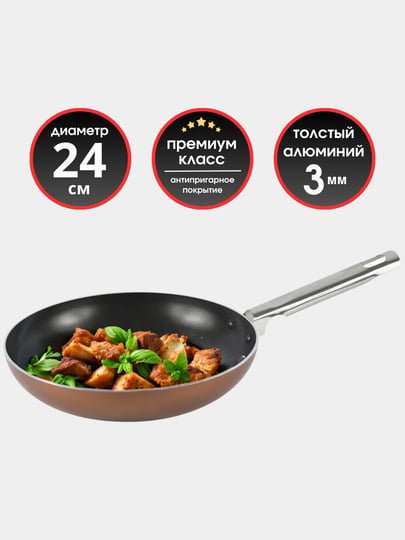 диаметр
24
см
премиум
класс
антипригарное
покрытие
толстый
алюминий
3 мм